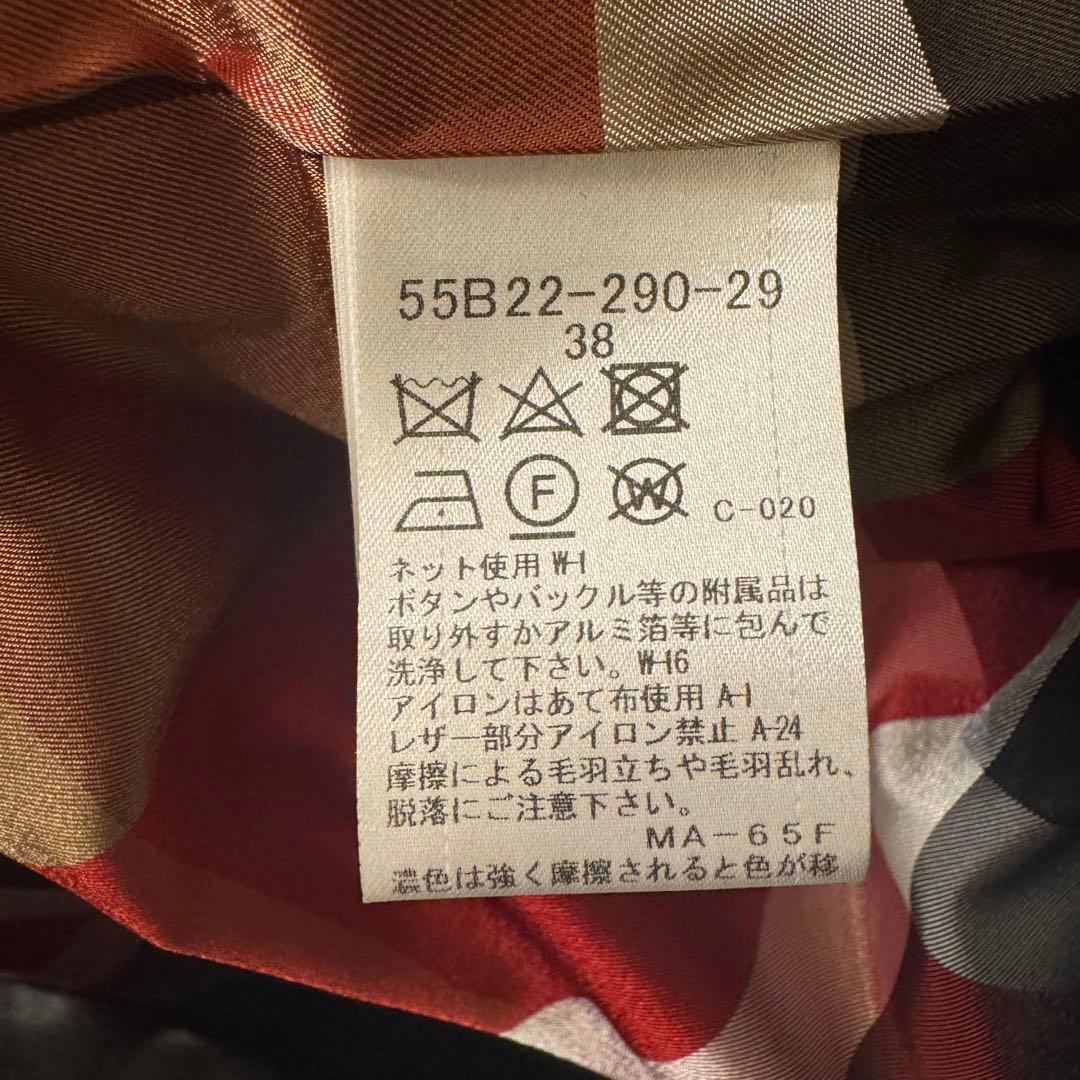 55B22-290-29
38
F
W
C-020
ネット使用 W-1
ボタンやバックル等の附属品は
取り外すかアルミ箔等に包んで
洗浄して下さい。W-16
アイロンはあて布使用 A-1
レザー部分アイロン禁止 A-24
摩擦による毛羽立ちや毛羽乱れ、
脱落にご注意下さい。
MA-65F
濃色は強く摩擦されると色が移